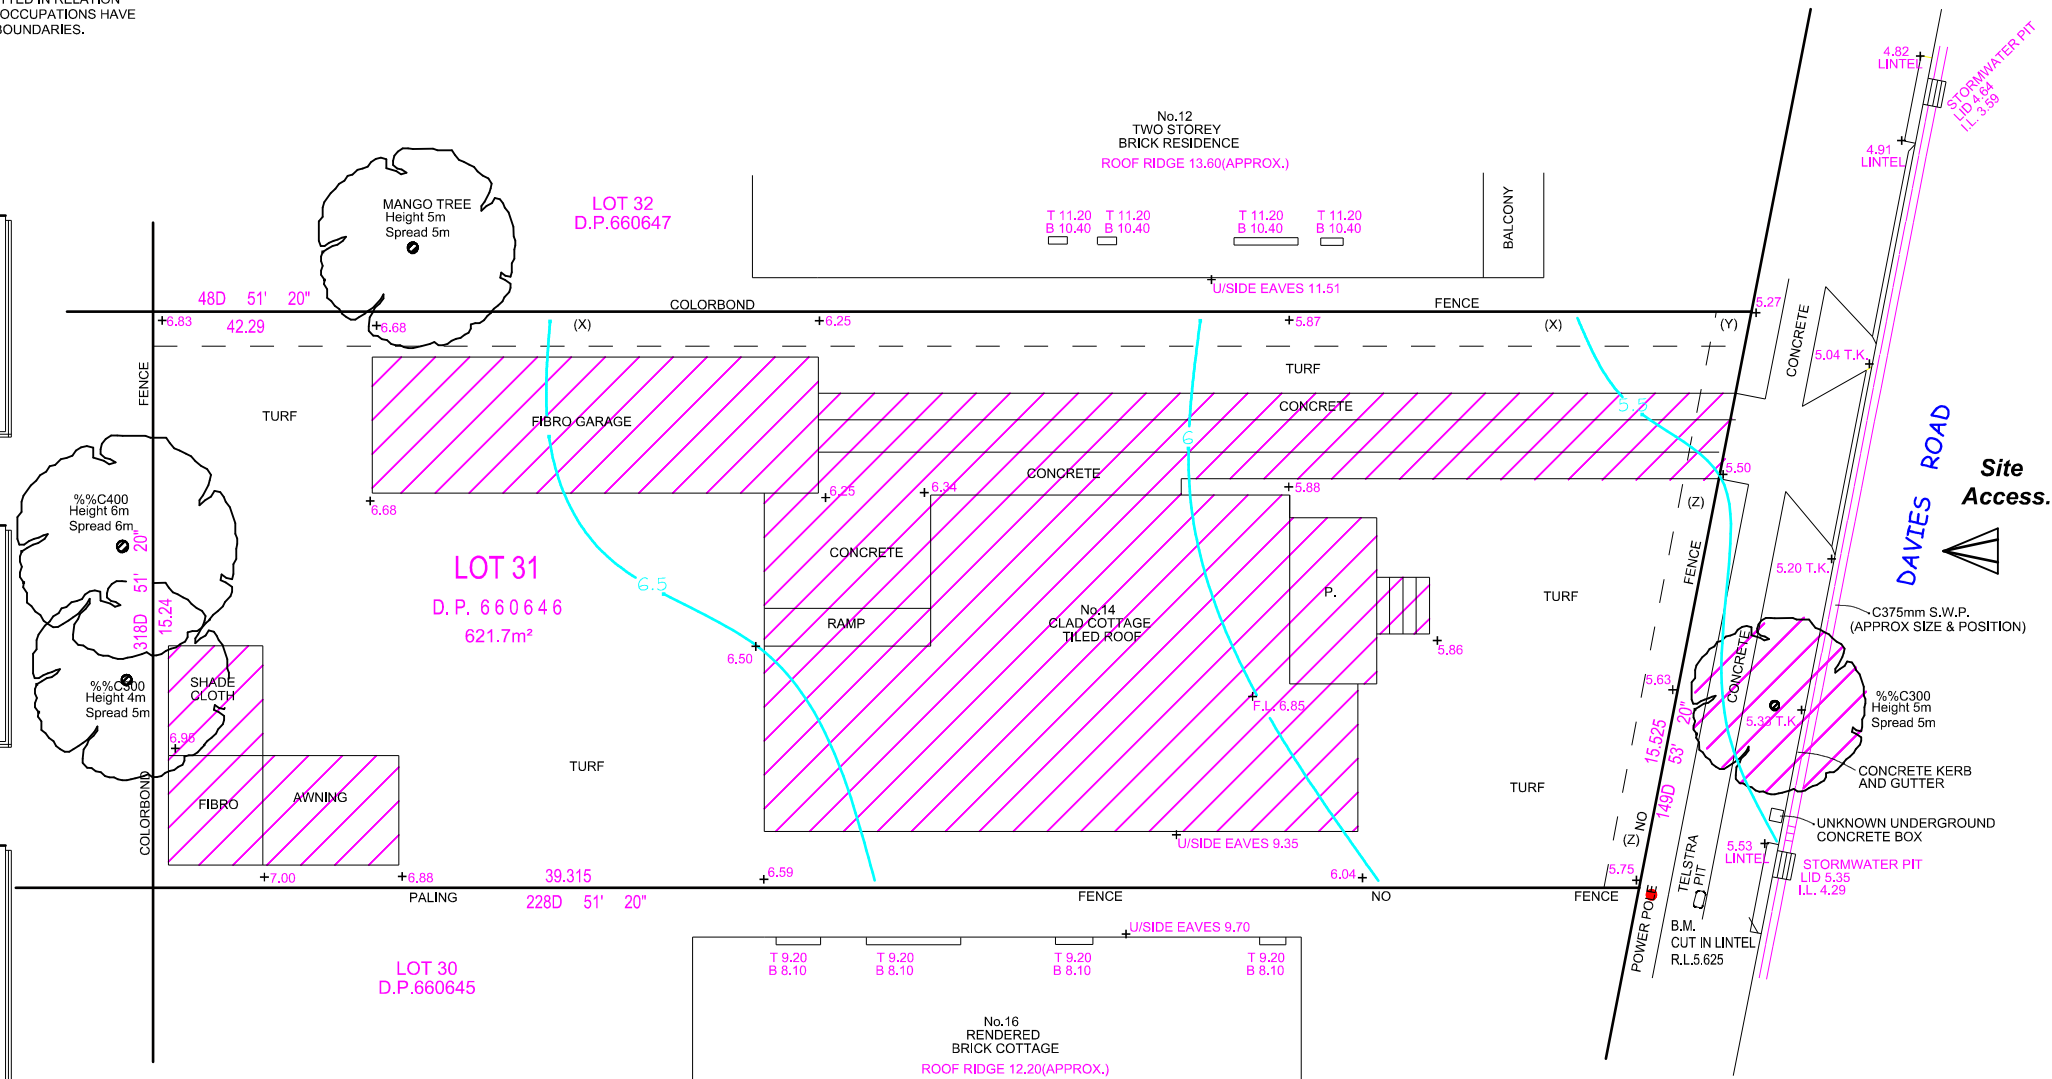 OCCUPATIONS HAVE
BOUNDARIES.
4.82
LINTEL
STORMWATER PIT
LID 4.64
I.L. 3.59
4.91
LINTEL
No.12
TWO STOREY
BRICK RESIDENCE
ROOF RIDGE 13.60(APPROX.)
MANGO TREE
Height 5m
Spread 5m
LOT 32
D.P.660647
T 11.20
B 10.40
T 11.20
B 10.40
T 11.20
B 10.40
T 11.20
B 10.40
BALCONY
U/SIDE EAVES 11.51
48D 51' 20"
42.29
COLORBOND
FENCE
6.83
6.68
(X)
6.25
5.87
(X)
(Y)
5.27
CONCRETE
5.04 T.K.
FENCE
TURF
TURF
FIBRO GARAGE
CONCRETE
5.5
6
CONCRETE
5.50
6.68
6.25
6.34
5.88
(Z)
DAVIES ROAD
Site
Access.
%%C400
Height 6m
Spread 6m
318D 51' 20"
15.24
LOT 31
D. P. 660646
621.7m²
6.5
CONCRETE
RAMP
6.50
No.14
CLAD COTTAGE
TILED ROOF
P.
5.86
TURF
FENCE
5.20 T.K.
C375mm S.W.P.
(APPROX SIZE & POSITION)
CONCRETE
%%C300
Height 4m
Spread 5m
SHADE
CLOTH
6.95
F.L. 6.85
5.63
15.525
149D 53' 20"
5.33 T.K.
%%C300
Height 5m
Spread 5m
TURF
TURF
FIBRO
AWNING
COLORBOND
CONCRETE KERB
AND GUTTER
UNKNOWN UNDERGROUND
CONCRETE BOX
U/SIDE EAVES 9.35
(Z)
NO
5.53
LINTEL
STORMWATER PIT
LID 5.35
I.L. 4.29
TELSTRA
PIT
7.00
6.88
39.315
6.59
6.04
5.75
PALING
228D 51' 20"
FENCE
NO
FENCE
POWER POLE
B.M.
CUT IN LINTEL
R.L.5.625
U/SIDE EAVES 9.70
T 9.20
B 8.10
T 9.20
B 8.10
T 9.20
B 8.10
T 9.20
B 8.10
LOT 30
D.P.660645
No.16
RENDERED
BRICK COTTAGE
ROOF RIDGE 12.20(APPROX.)